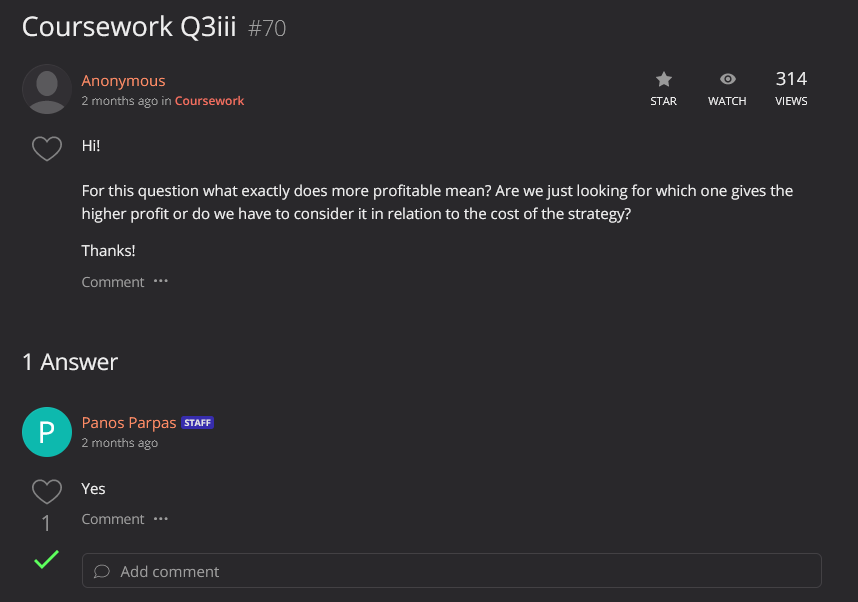 Coursework Q3iii #70
Anonymous
2 months ago in Coursework
STAR
WATCH
314
VIEWS
Hi!
For this question what exactly does more profitable mean? Are we just looking for which one gives the
higher profit or do we have to consider it in relation to the cost of the strategy?
Thanks!
Comment ···
1 Answer
P
Panos Parpas STAFF
2 months ago
Yes
1
Comment ···
Add comment